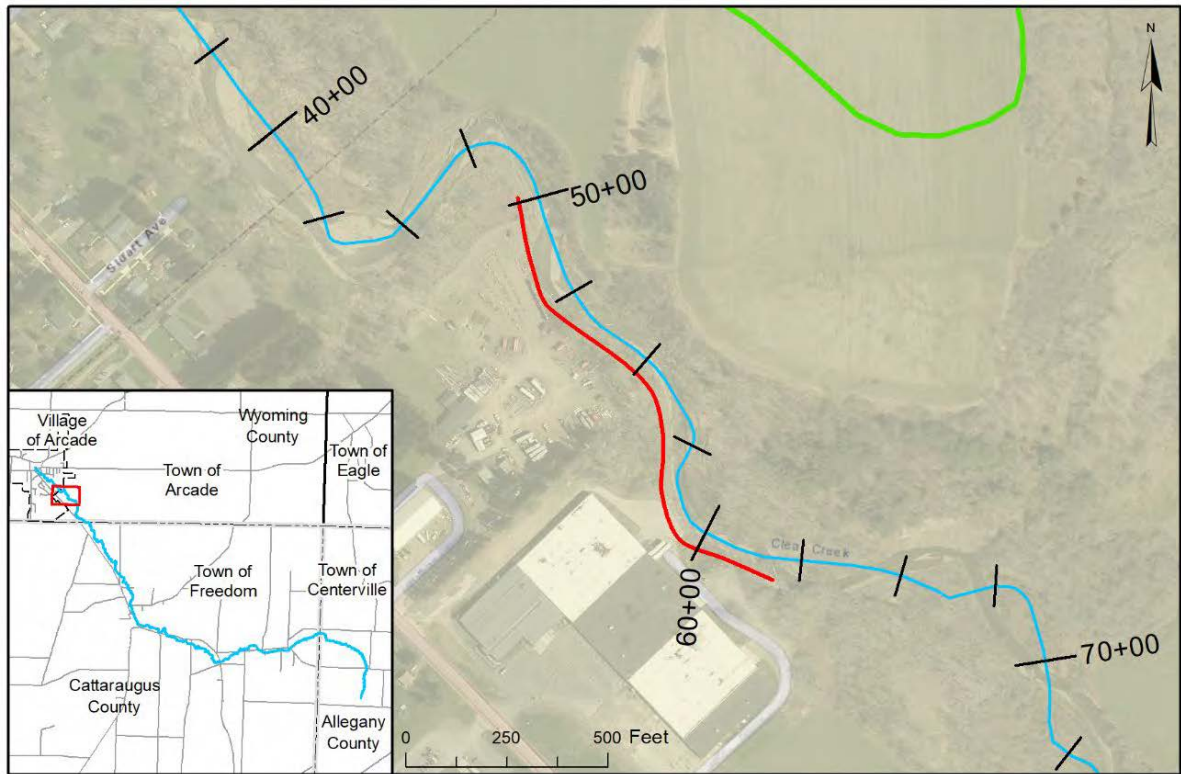 N
40+00
50+00
Stuart Ave
Clear Creek
60+00
70+00
Village
of Arcade
Wyoming
County
Town of
Eagle
Town of
Arcade
Town of
Freedom
Town of
Centerville
Cattaraugus
County
Allegany
County
0 250 500 Feet